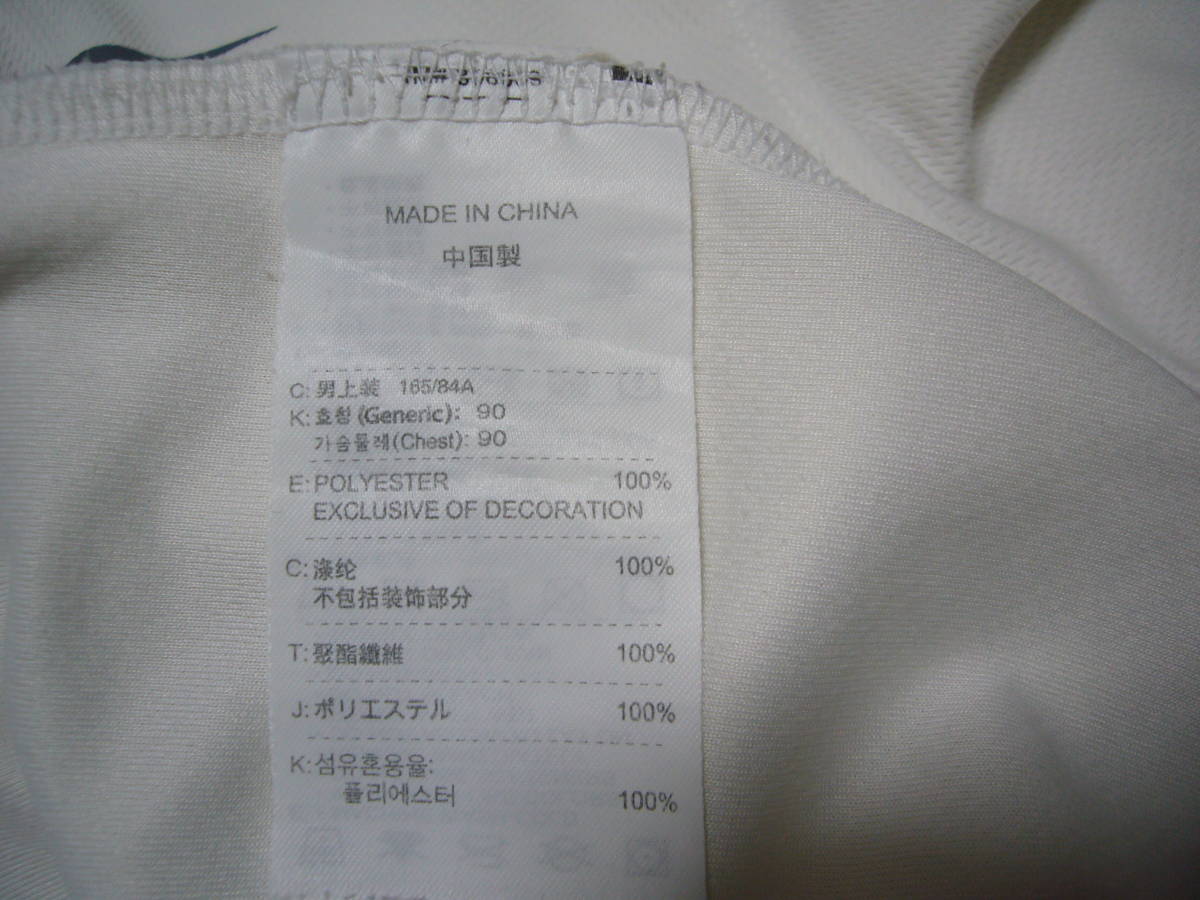 MADE IN CHINA
中国製
C: 男上装 165/84A
K: 호칭 (Generic): 90
가슴둘레(Chest): 90
E: POLYESTER 100%
EXCLUSIVE OF DECORATION
C: 涤纶 100%
不包括装饰部分
T: 聚酯纖維 100%
J: ポリエステル 100%
K: 섬유혼용율:
폴리에스터 100%